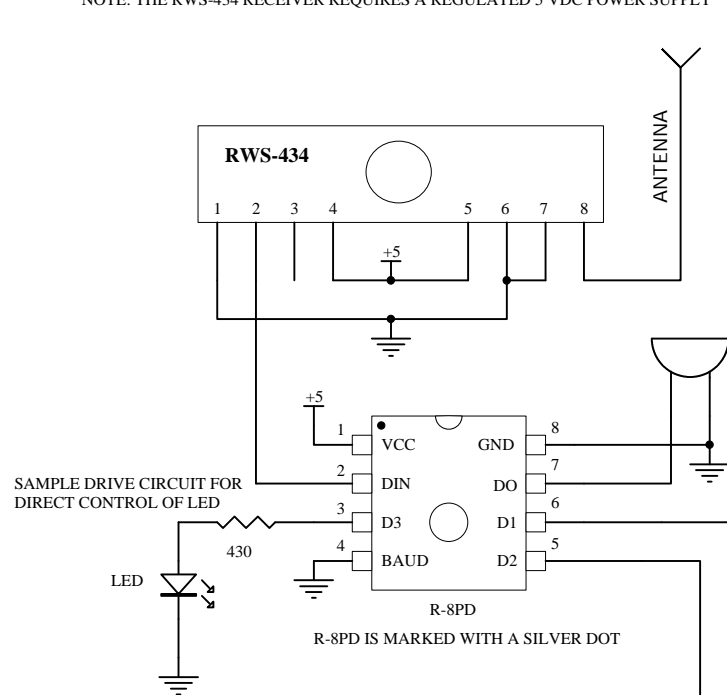 NOTE: THE RWS-434 RECEIVER REQUIRES A REGULATED 5 VDC POWER SUPPLY
RWS-434
ANTENNA
1 2 3 4 5 6 7 8
+5
+5
1 VCC GND 8
2 DIN DO 7
3 D3 D1 6
4 BAUD D2 5
SAMPLE DRIVE CIRCUIT FOR
DIRECT CONTROL OF LED
430
LED
R-8PD
R-8PD IS MARKED WITH A SILVER DOT